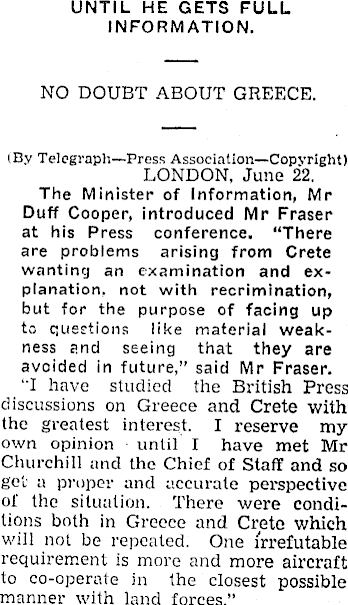 UNTIL HE GETS FULL
INFORMATION.
NO DOUBT ABOUT GREECE.
(By Telegraph—Press Association—Copyright)
LONDON, June 22.
The Minister of Information, Mr
Duff Cooper, introduced Mr Fraser
at his Press conference. "There
are problems arising from Crete
wanting an examination and ex-
planation, not with recrimination,
but for the purpose of facing up
to questions like material weak-
ness and seeing that they are
avoided in future," said Mr Fraser.
"I have studied the British Press
discussions on Greece and Crete with
the greatest interest. I reserve my
own opinion until I have met Mr
Churchill and the Chief of Staff and so
get a proper and accurate perspective
of the situation. There were condi-
tions both in Greece and Crete which
will not be repeated. One irrefutable
requirement is more and more aircraft
to co-operate in the closest possible
manner with land forces."